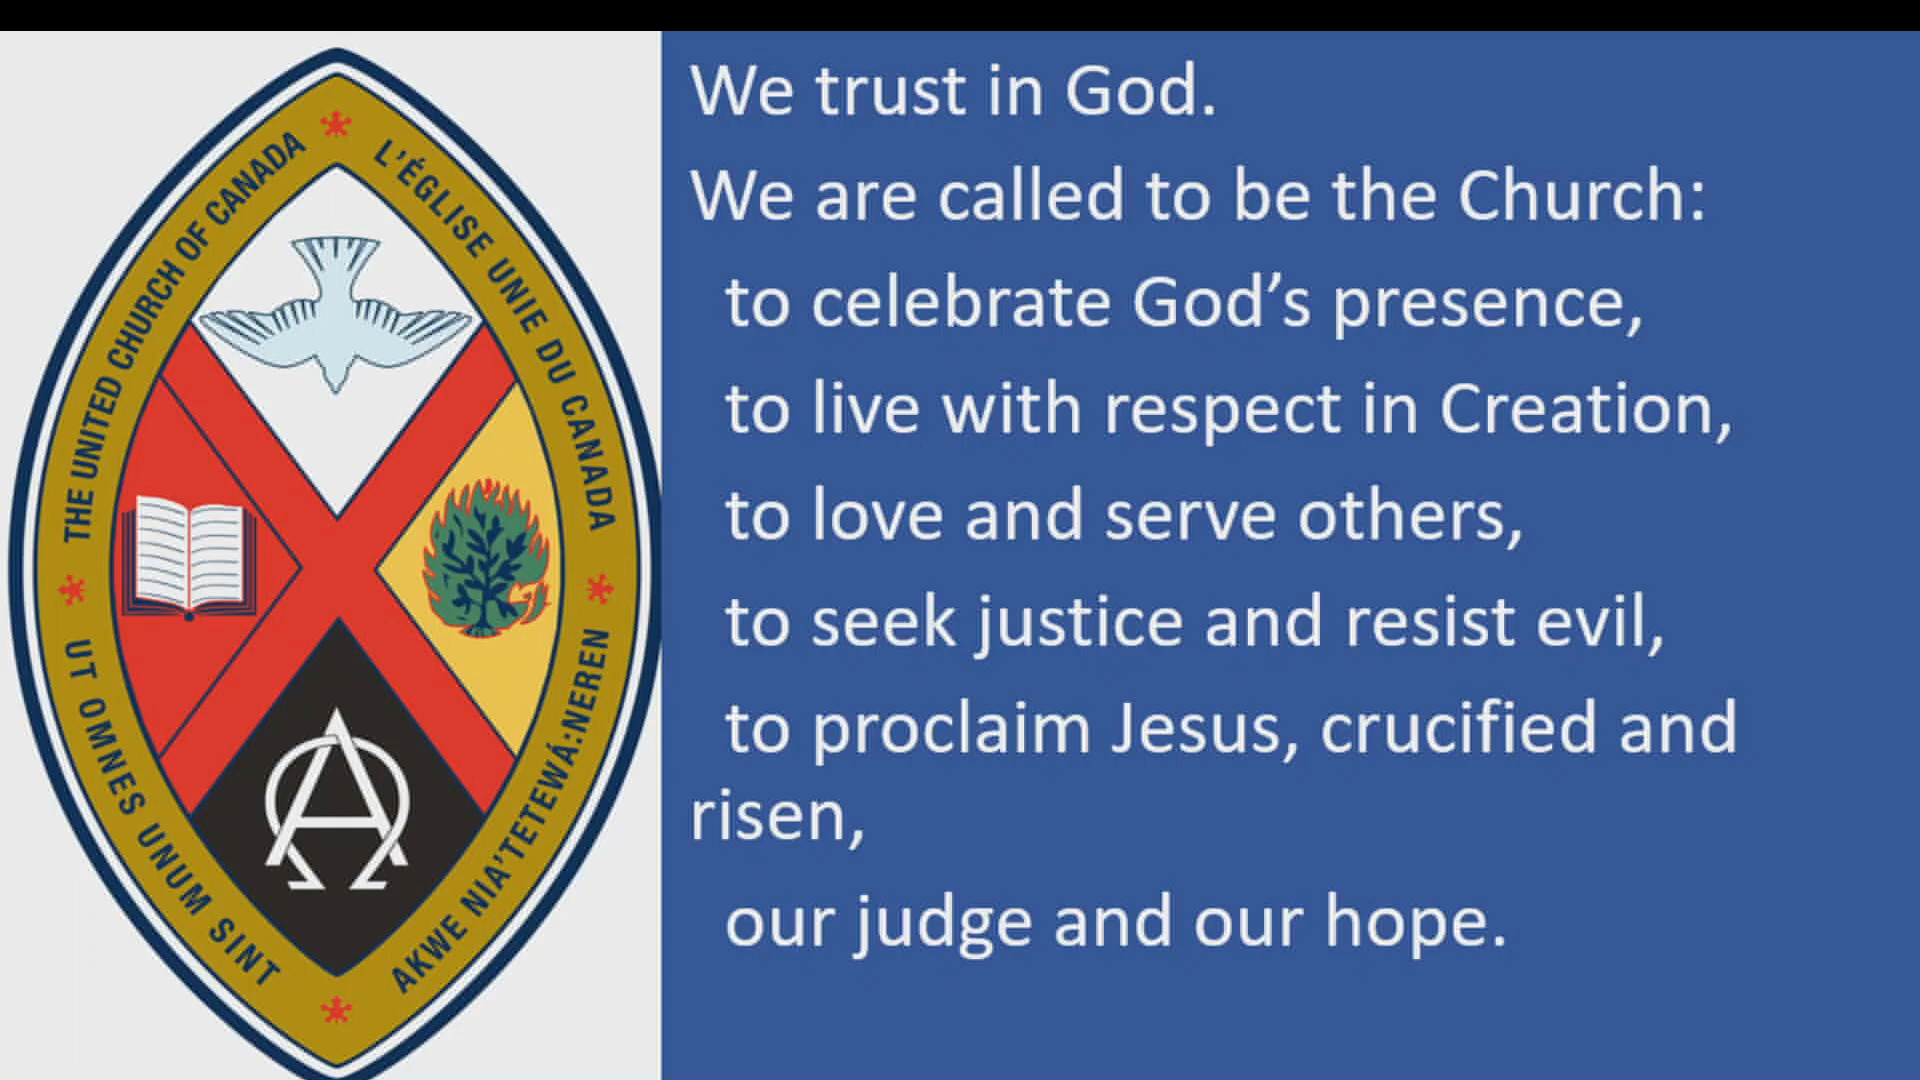 THE UNITED CHURCH OF CANADA
L'ÉGLISE UNIE DU CANADA
UT OMNES UNUM SINT
AKWE NIA'TETEWÁ:NEREN
ΑΩ
We trust in God.
We are called to be the Church:
to celebrate God’s presence,
to live with respect in Creation,
to love and serve others,
to seek justice and resist evil,
to proclaim Jesus, crucified and
risen,
our judge and our hope.